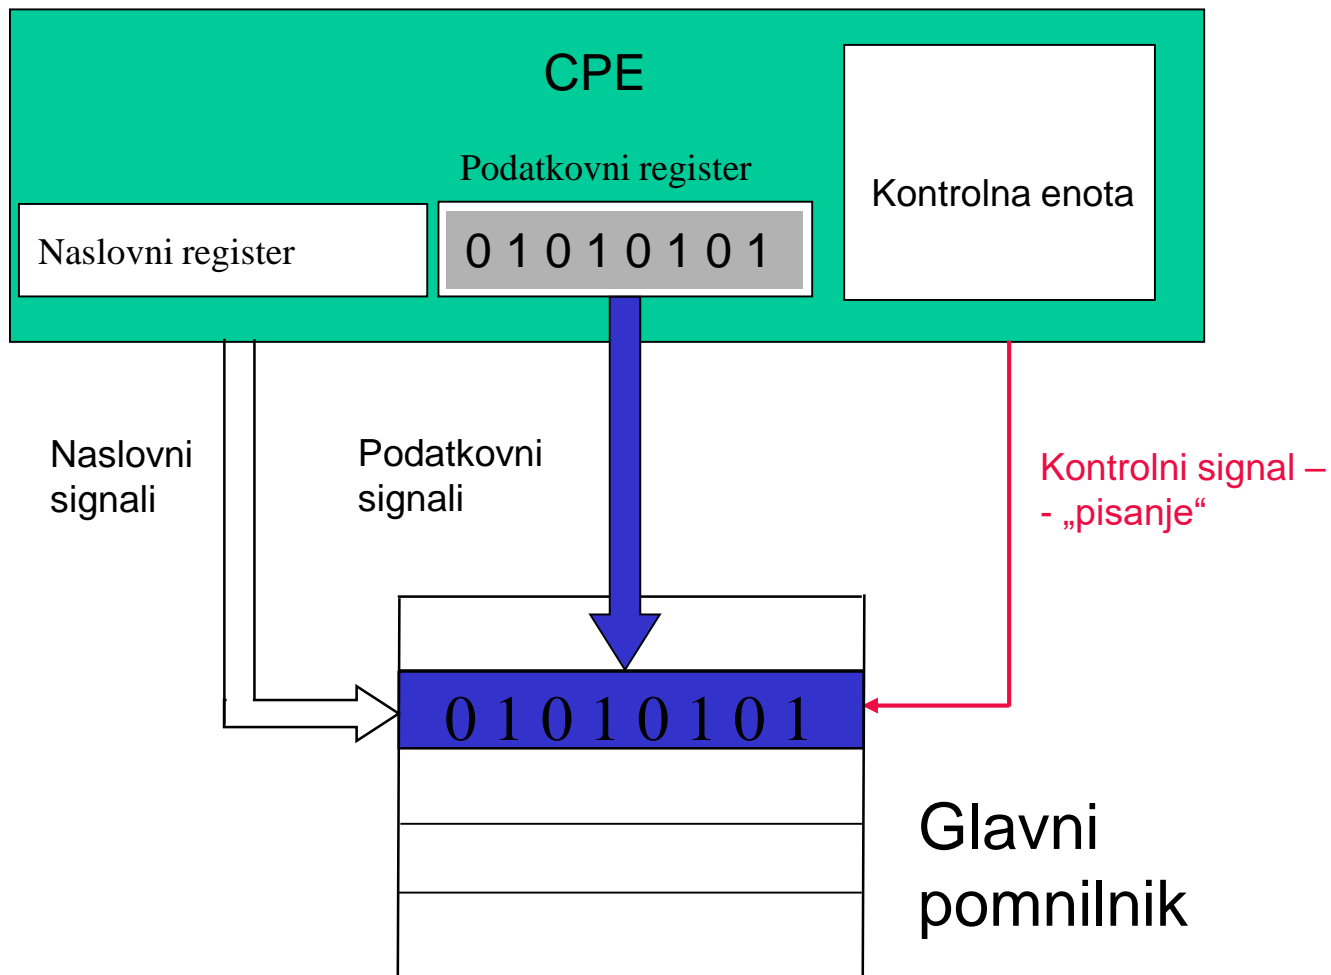 CPE
Podatkovni register
Kontrolna enota
Naslovni register
0 1 0 1 0 1 0 1
Naslovni
signali
Podatkovni
signali
Kontrolni signal –
- „pisanje“
0 1 0 1 0 1 0 1
Glavni
pomnilnik